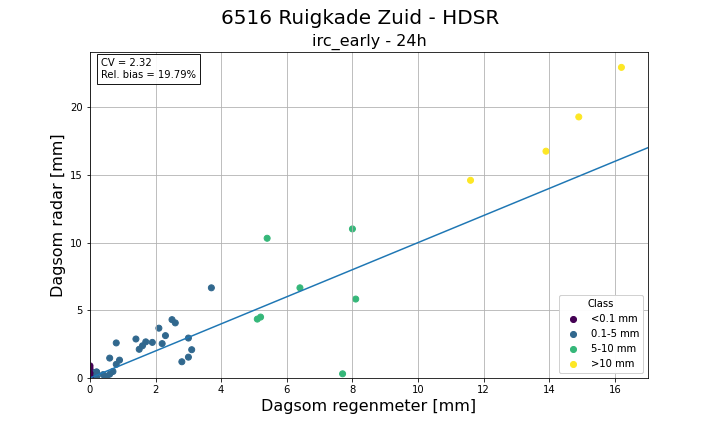 6516 Ruigkade Zuid - HDSR
irc_early - 24h
CV = 2.32
Rel. bias = 19.79%
Dagsom radar [mm]
20
15
10
5
0
0 2 4 6 8 10 12 14 16
Dagsom regenmeter [mm]
Class
<0.1 mm
0.1-5 mm
5-10 mm
>10 mm